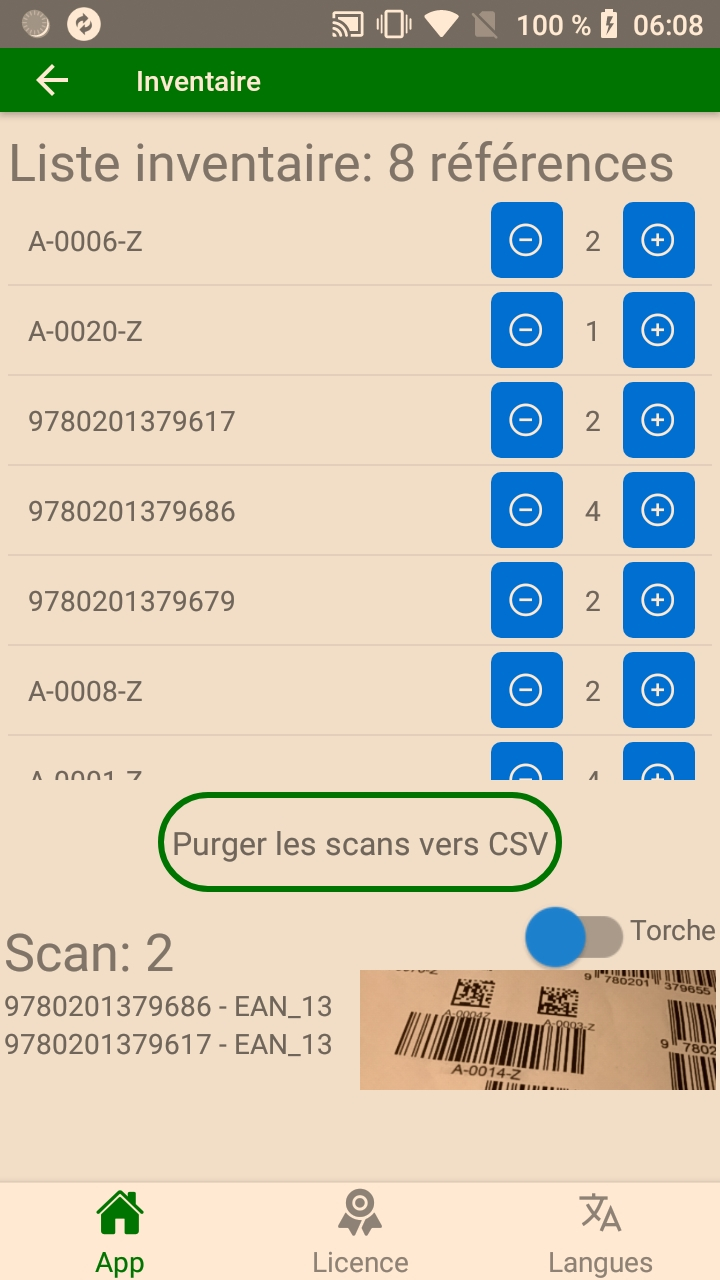 100 % 06:08
Inventaire
Liste inventaire: 8 références
A-0006-Z 2
A-0020-Z 1
9780201379617 2
9780201379686 4
9780201379679 2
A-0008-Z 2
A-0001-Z 4
Purger les scans vers CSV
Torche
Scan: 2
9780201379686 - EAN_13
9780201379617 - EAN_13
9 780201 379655
A-0004Z
A-0003-Z
9 7802
A-0014-Z
App Licence Langues